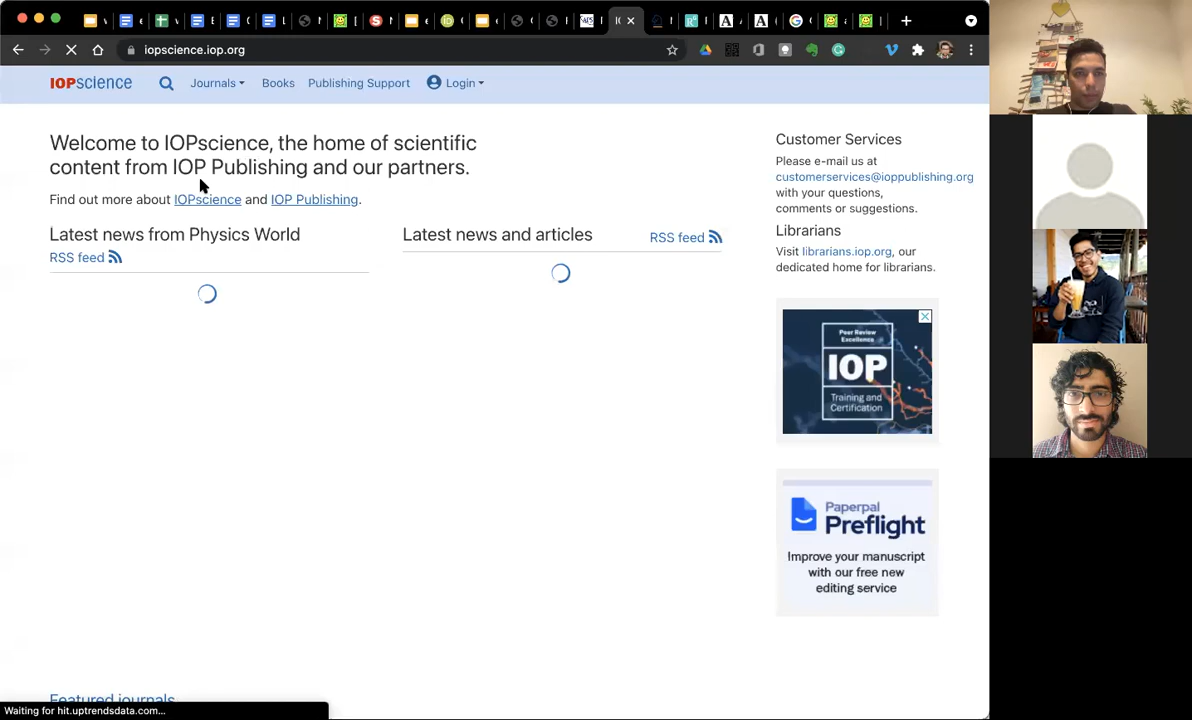 iopscience.iop.org
IOPscience
Journals
Books
Publishing Support
Login
Welcome to IOPscience, the home of scientific
content from IOP Publishing and our partners.
Find out more about IOPscience and IOP Publishing.
Latest news from Physics World
RSS feed
Latest news and articles
RSS feed
Customer Services
Please e-mail us at
customerservices@ioppublishing.org
with your questions,
comments or suggestions.
Librarians
Visit librarians.iop.org, our
dedicated home for librarians.
Peer Review
Excellence
IOP
Training and
Certification
Paperpal
Preflight
Improve your manuscript
with our free new
editing service
Featured journals
Waiting for hit.uptrendsdata.com...